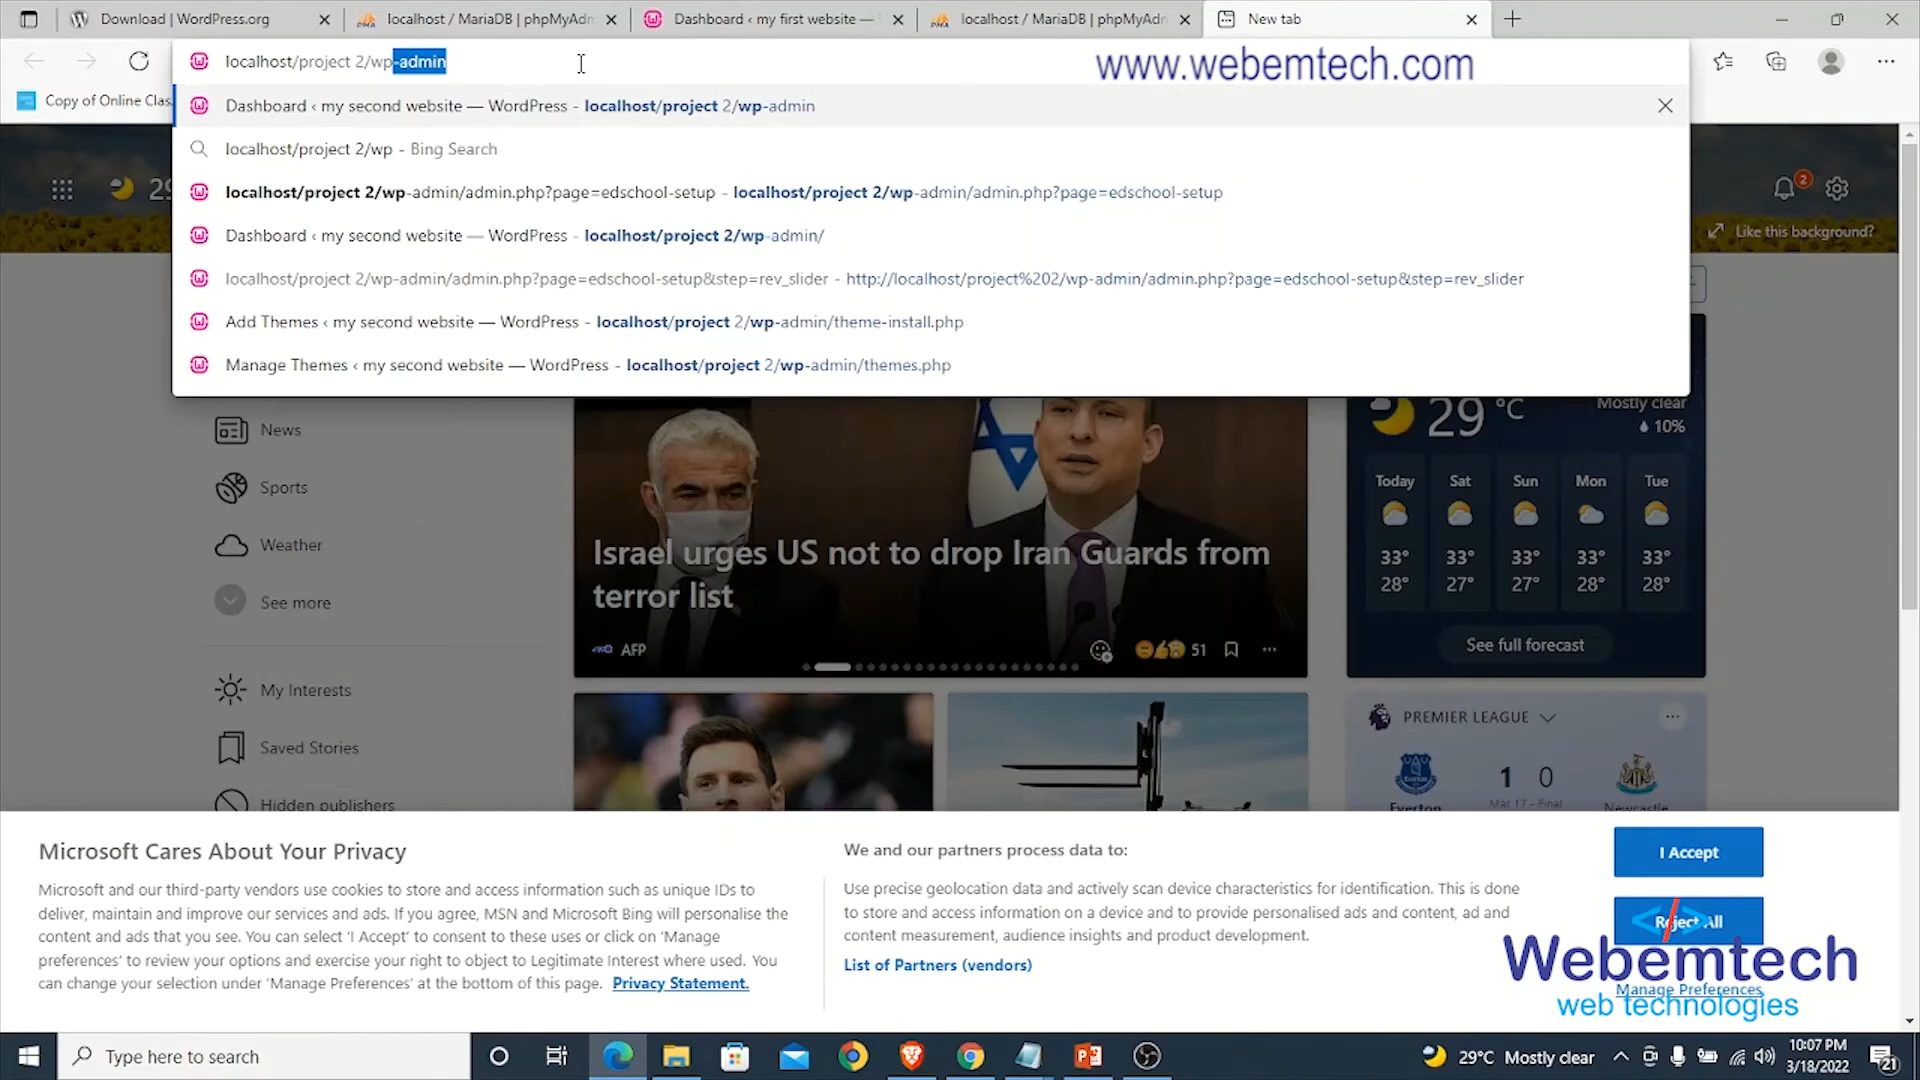 Download | WordPress.org
localhost / MariaDB | phpMyAdm
Dashboard ‹ my first website —
localhost / MariaDB | phpMyAdm
New tab
localhost/project 2/wp-admin
www.webemtech.com
Copy of Online Clas
Dashboard ‹ my second website — WordPress - localhost/project 2/wp-admin
localhost/project 2/wp - Bing Search
localhost/project 2/wp-admin/admin.php?page=edschool-setup - localhost/project 2/wp-admin/admin.php?page=edschool-setup
Dashboard ‹ my second website — WordPress - localhost/project 2/wp-admin/
localhost/project 2/wp-admin/admin.php?page=edschool-setup&step=rev_slider - http://localhost/project%202/wp-admin/admin.php?page=edschool-setup&step=rev_slider
Add Themes ‹ my second website — WordPress - localhost/project 2/wp-admin/theme-install.php
Manage Themes ‹ my second website — WordPress - localhost/project 2/wp-admin/themes.php
2
Like this background?
News
Sports
Weather
See more
My Interests
Saved Stories
Hidden publishers
Israel urges US not to drop Iran Guards from
terror list
AFP
51
29 °C
Mostly clear
10%
Today Sat Sun Mon Tue
33° 33° 33° 33° 33°
28° 27° 27° 28° 28°
See full forecast
PREMIER LEAGUE
1 0
Everton
Mar 17 - Final
Newcastle
Microsoft Cares About Your Privacy
Microsoft and our third-party vendors use cookies to store and access information such as unique IDs to
deliver, maintain and improve our services and ads. If you agree, MSN and Microsoft Bing will personalise the
content and ads that you see. You can select 'I Accept' to consent to these uses or click on 'Manage
preferences' to review your options and exercise your right to object to Legitimate Interest where used. You
can change your selection under 'Manage Preferences' at the bottom of this page. Privacy Statement.
We and our partners process data to:
Use precise geolocation data and actively scan device characteristics for identification. This is done
to store and access information on a device and to provide personalised ads and content, ad and
content measurement, audience insights and product development.
List of Partners (vendors)
I Accept
Reject All
Manage Preferences
Webemtech
web technologies
Type here to search
29°C Mostly clear
10:07 PM
3/18/2022
21